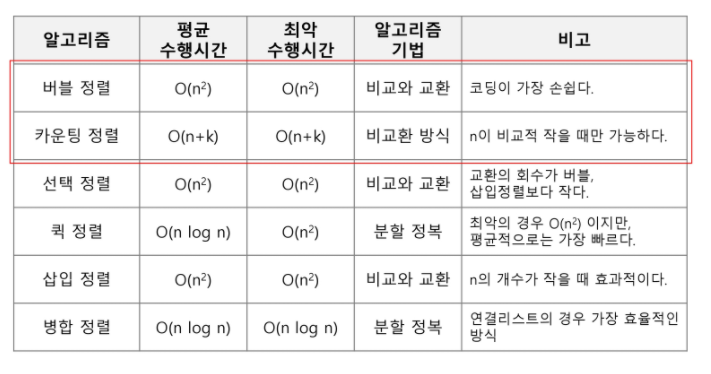 알고리즘 평균 수행시간 최악 수행시간 알고리즘 기법 비고
버블 정렬 O(n²) O(n²) 비교와 교환 코딩이 가장 손쉽다.
카운팅 정렬 O(n+k) O(n+k) 비교환 방식 n이 비교적 작을 때만 가능하다.
선택 정렬 O(n²) O(n²) 비교와 교환 교환의 회수가 버블,
삽입정렬보다 작다.
퀵 정렬 O(n log n) O(n²) 분할 정복 최악의 경우 O(n²) 이지만,
평균적으로는 가장 빠르다.
삽입 정렬 O(n²) O(n²) 비교와 교환 n의 개수가 작을 때 효과적이다.
병합 정렬 O(n log n) O(n log n) 분할 정복 연결리스트의 경우 가장 효율적인
방식